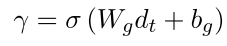 γ = σ (W_g d_t + b_g)